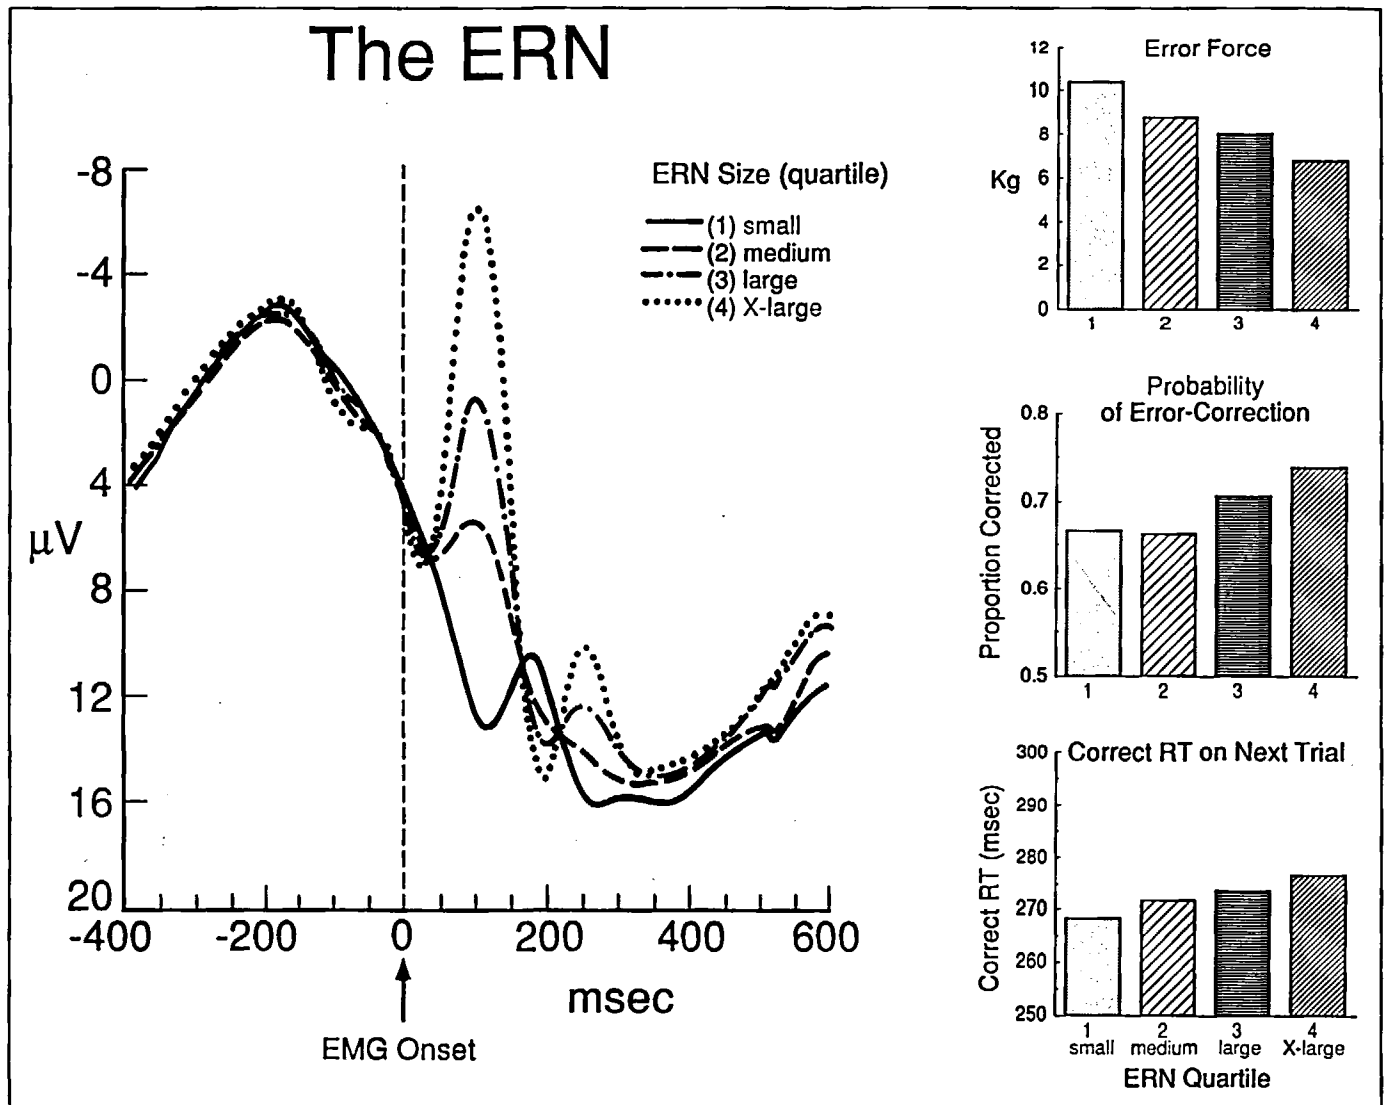 The ERN
ERN Size (quartile)
(1) small
(2) medium
(3) large
(4) X-large
-8
-4
0
4
8
12
16
20
µV
-400 -200 0 200 400 600
msec
EMG Onset
Error Force
12
10
8
6
4
2
0
Kg
1 2 3 4
Probability
of Error-Correction
0.8
0.7
0.6
0.5
Proportion Corrected
1 2 3 4
Correct RT on Next Trial
300
290
280
270
260
250
Correct RT (msec)
1 2 3 4
small medium large X-large
ERN Quartile